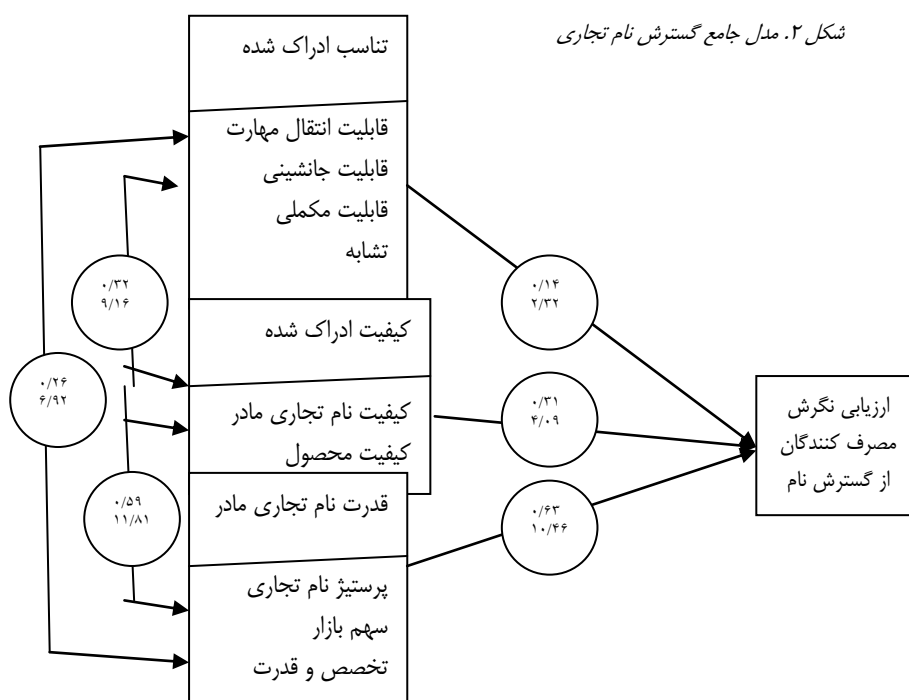 شکل ۲. مدل جامع گسترش نام تجاری
تناسب ادراک شده
قابلیت انتقال مهارت
قابلیت جانشینی
قابلیت مکملی
تشابه
۰/۳۲
۹/۱۶
۰/۱۴
۲/۳۲
کیفیت ادراک شده
کیفیت نام تجاری مادر
کیفیت محصول
۰/۲۶
۶/۹۲
۰/۳۱
۴/۰۹
ارزیابی نگرش
مصرف کنندگان
از گسترش نام
قدرت نام تجاری مادر
پرستیژ نام تجاری
سهم بازار
تخصص و قدرت
۰/۵۹
۱۱/۸۱
۰/۶۳
۱۰/۴۶